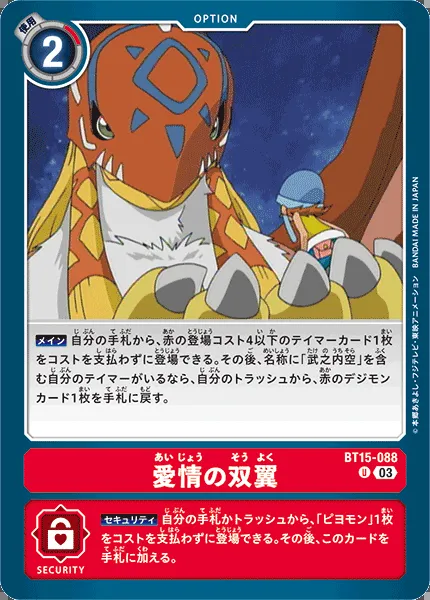 OPTION
使用
2
BANDAI MADE IN JAPAN
©本郷あきよし・フジテレビ・東映アニメーション
メイン 自分の手札から、赤の登場コスト4以下のテイマーカード1枚
をコストを支払わずに登場できる。その後、名称に「武之内空」を含
む自分のテイマーがいるなら、自分のトラッシュから、赤のデジモン
カード1枚を手札に戻す。
BT15-088
愛情の双翼
あいじょう そうよく
U 03
セキュリティ 自分の手札かトラッシュから、「ピヨモン」1枚
をコストを支払わずに登場できる。その後、このカードを
手札に加える。
SECURITY